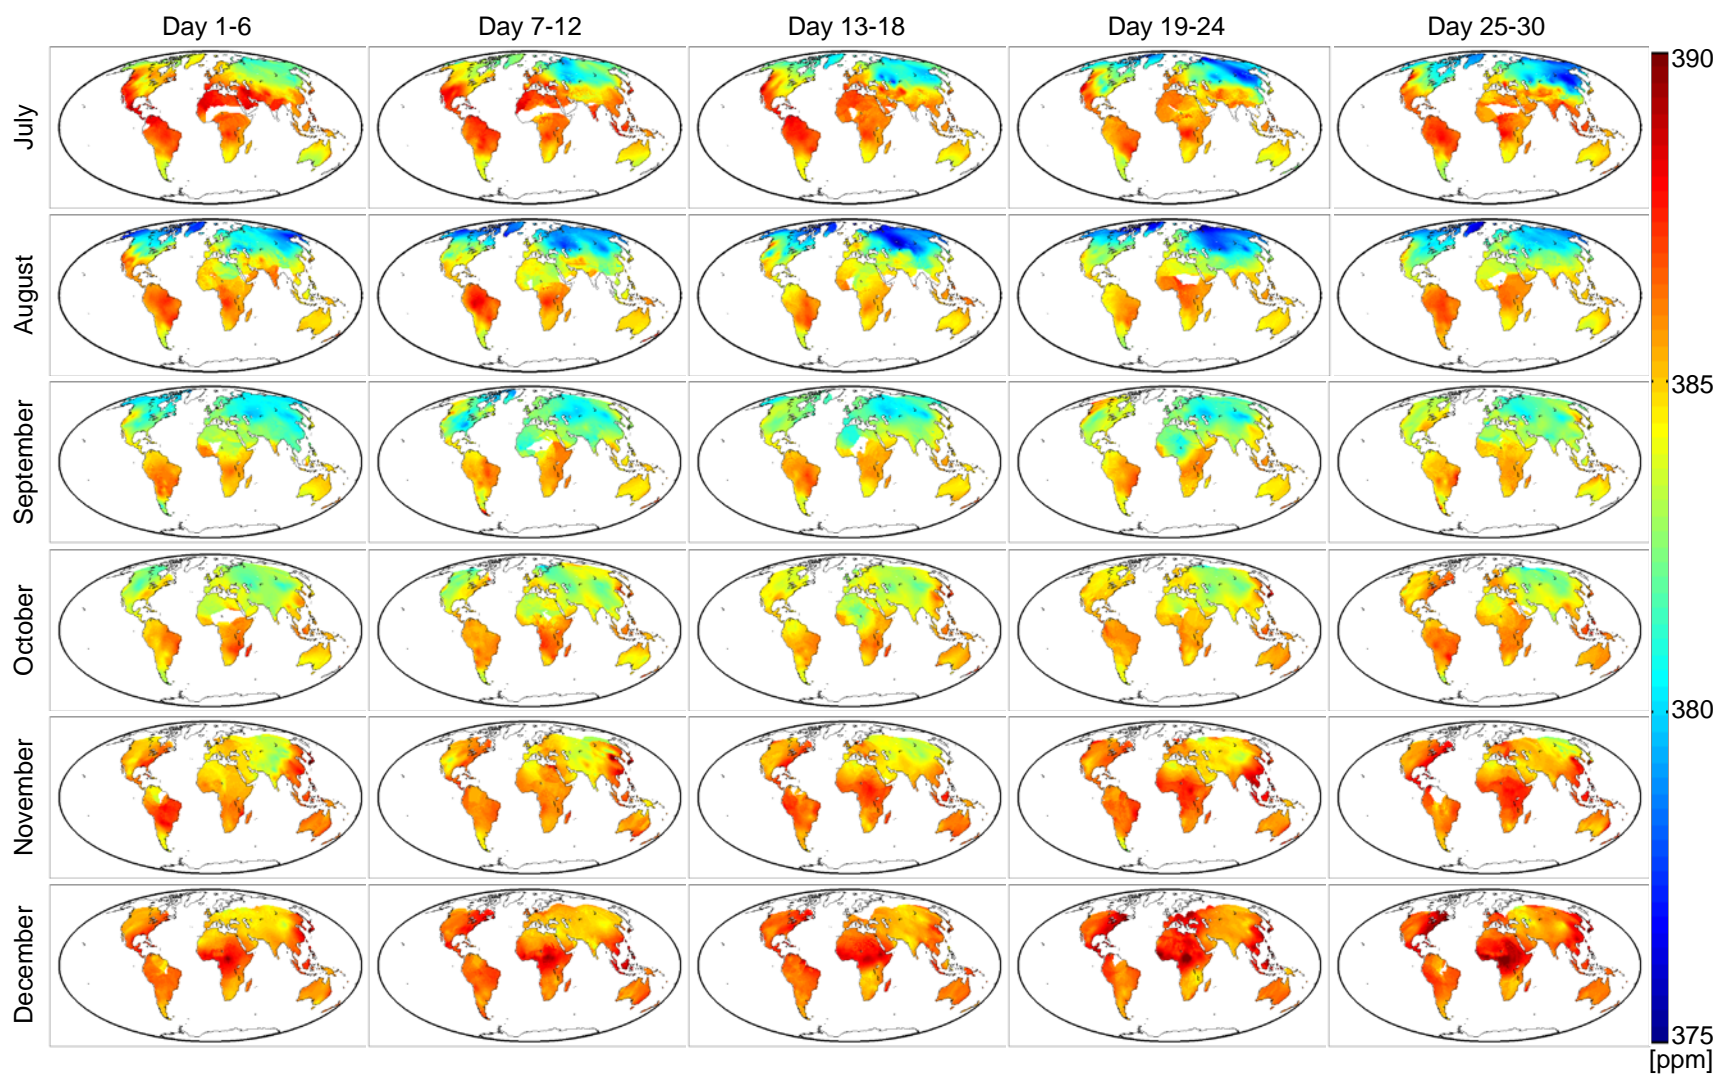 Day 1-6 Day 7-12 Day 13-18 Day 19-24 Day 25-30
390
July
August
385
September
October
380
November
December
375
[ppm]